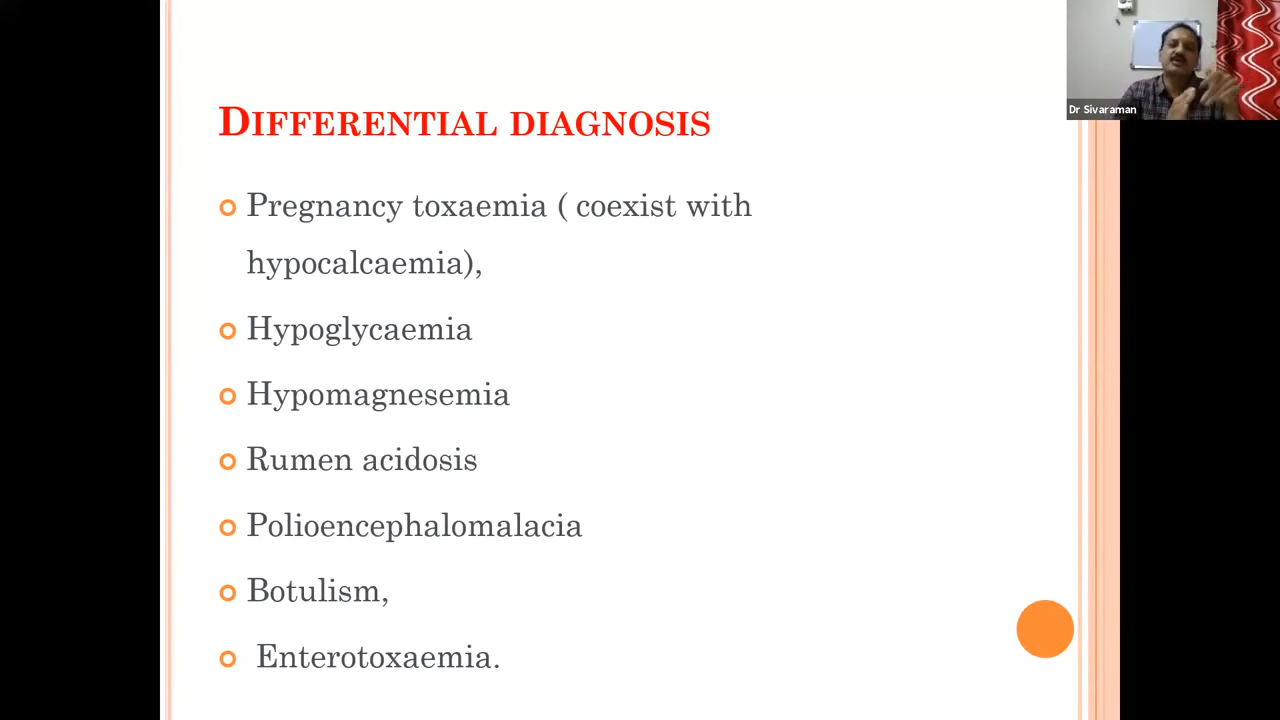 DIFFERENTIAL DIAGNOSIS
Pregnancy toxaemia ( coexist with
hypocalcaemia),
Hypoglycaemia
Hypomagnesemia
Rumen acidosis
Polioencephalomalacia
Botulism,
Enterotoxaemia.
Dr Sivaraman